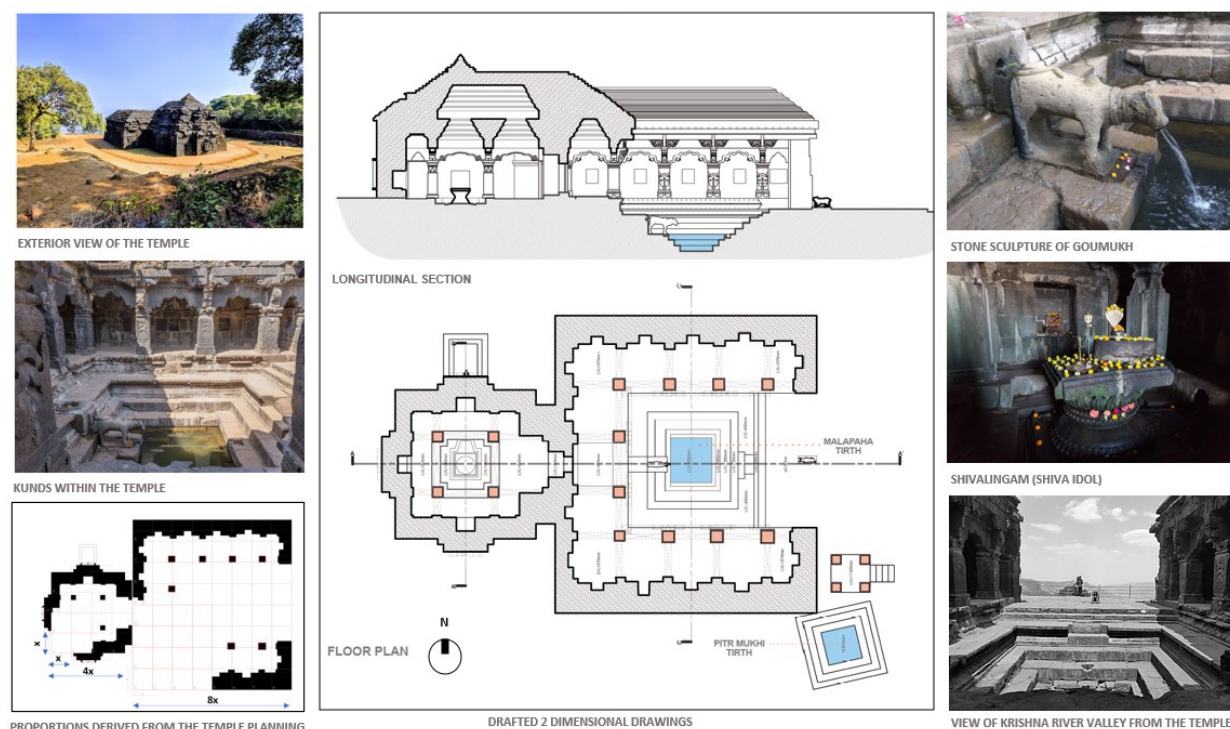 EXTERIOR VIEW OF THE TEMPLE
KUNDS WITHIN THE TEMPLE
x
x
4x
8x
PROPORTIONS DERIVED FROM THE TEMPLE PLANNING
LONGITUDINAL SECTION
MALAPAHA
TIRTH
N
FLOOR PLAN
PITR MUKHI
TIRTH
DRAFTED 2 DIMENSIONAL DRAWINGS
STONE SCULPTURE OF GOUMUKH
SHIVALINGAM (SHIVA IDOL)
VIEW OF KRISHNA RIVER VALLEY FROM THE TEMPLE